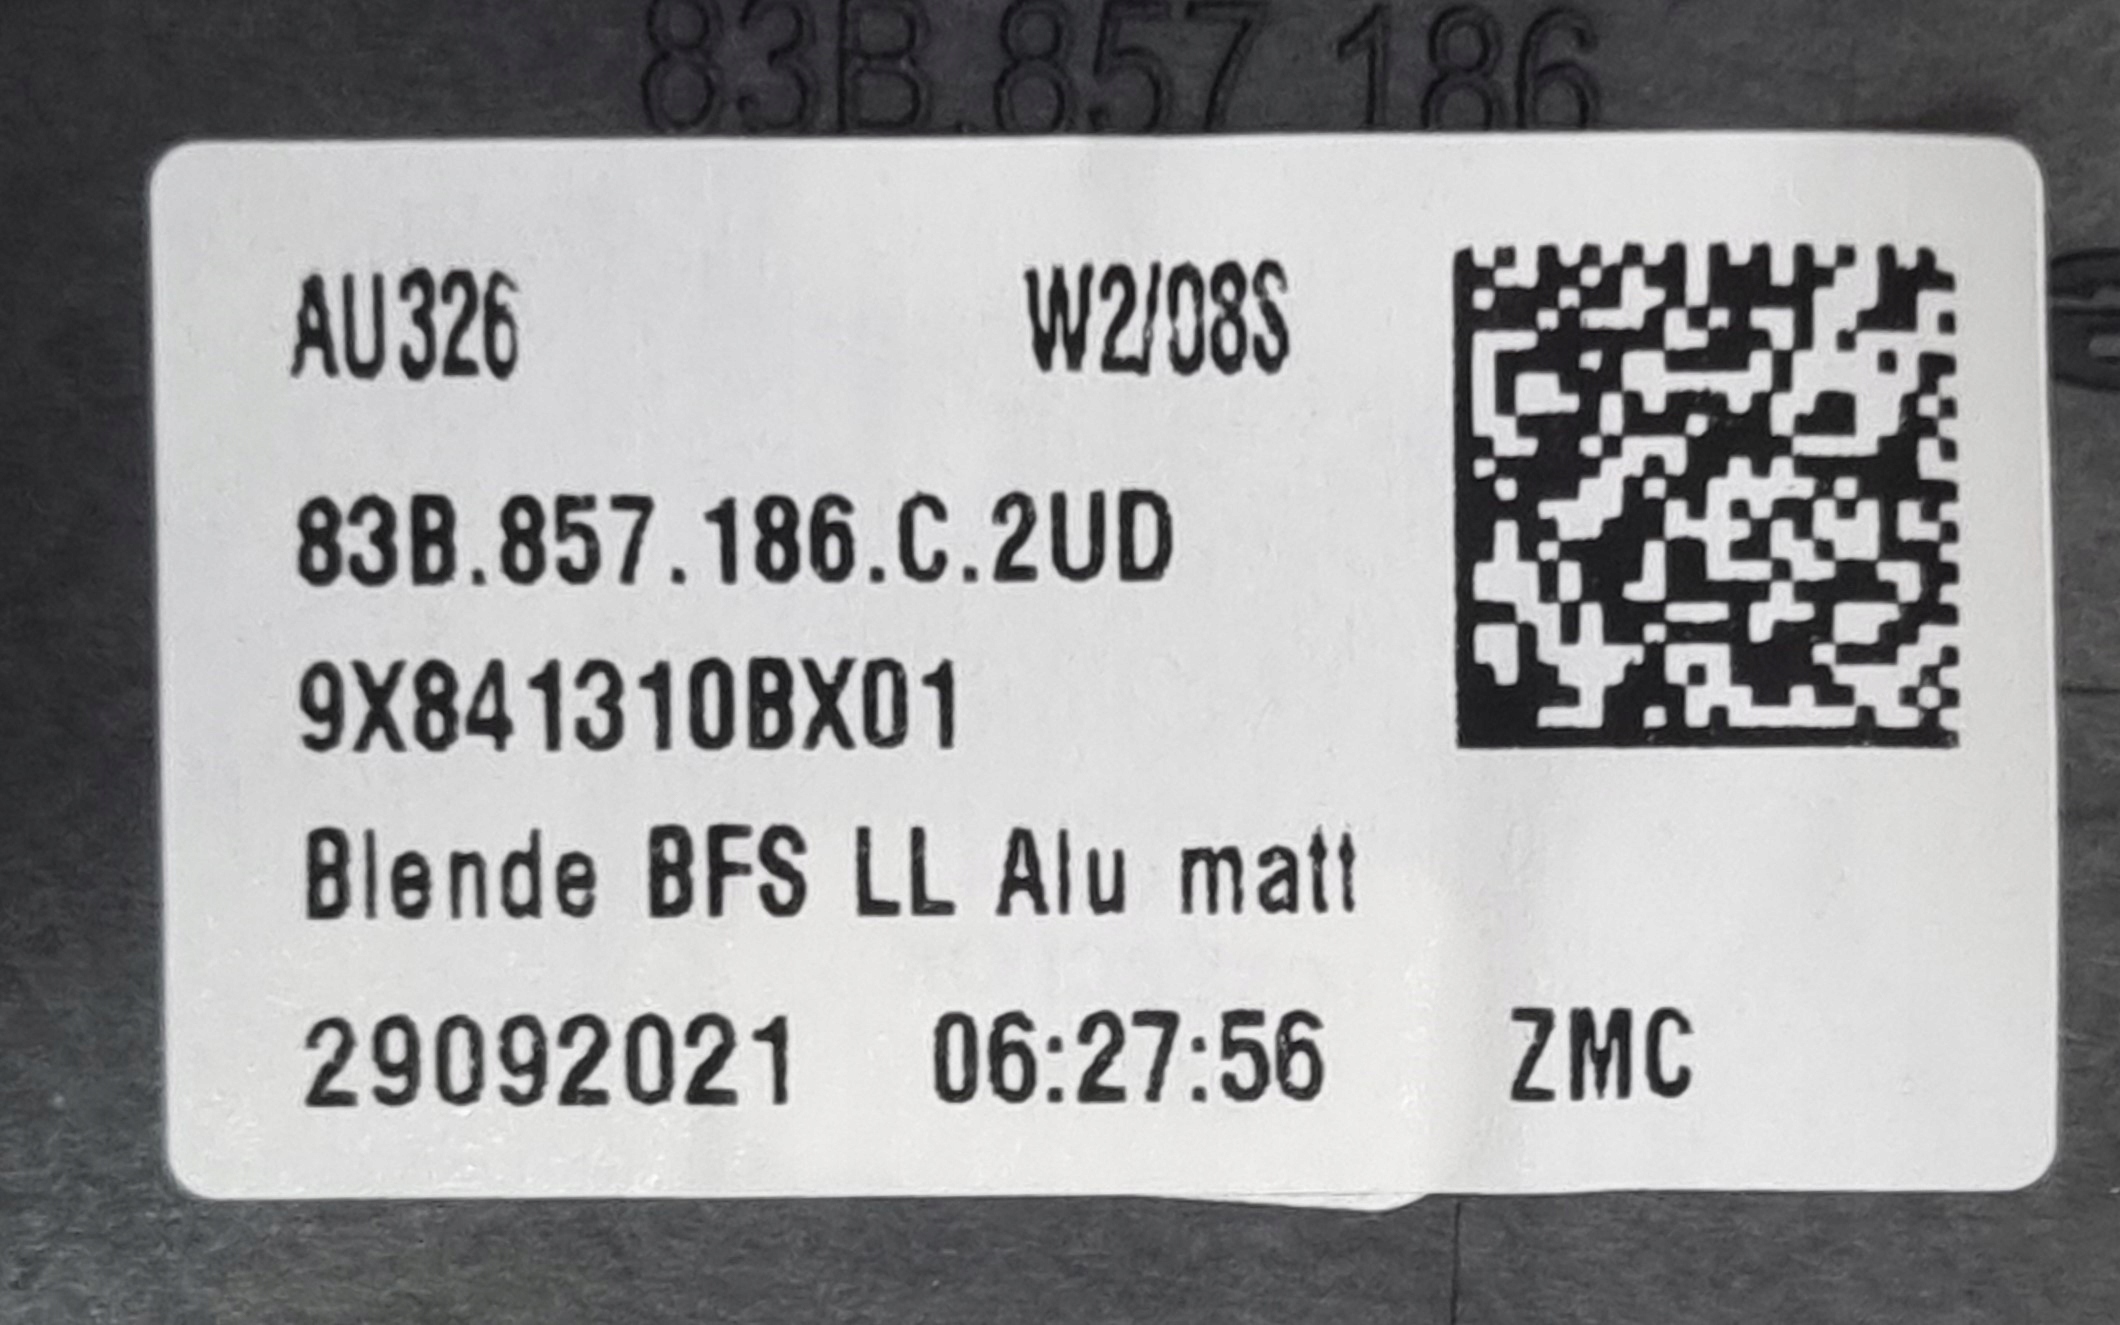 83B.857 186
AU326 W2/08S
83B.857.186.C.2UD
9X841310BX01
Blende BFS LL Alu matt
29092021 06:27:56 ZMC